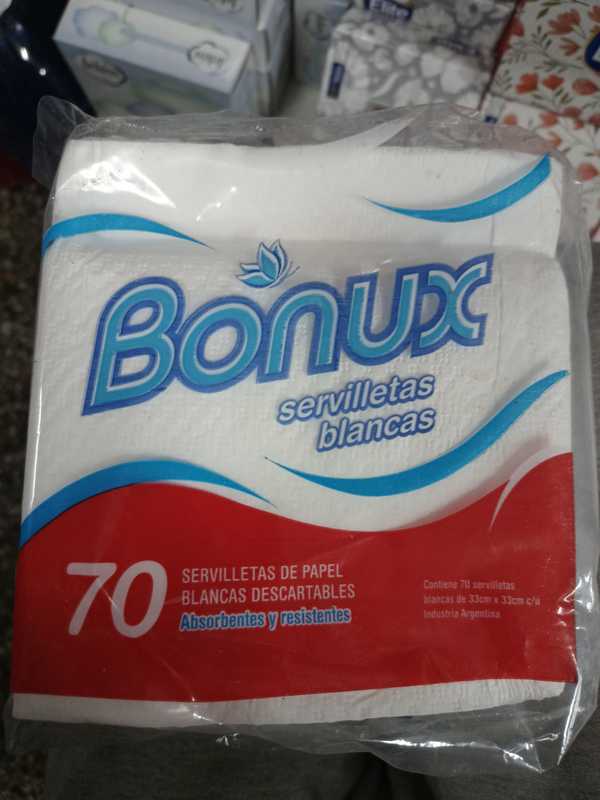 Elite
Bonux
servilletas
blancas
70
SERVILLETAS DE PAPEL
BLANCAS DESCARTABLES
Absorbentes y resistentes
Contiene 70 servilletas
blancas de 33cm x 33cm c/u
Industria Argentina